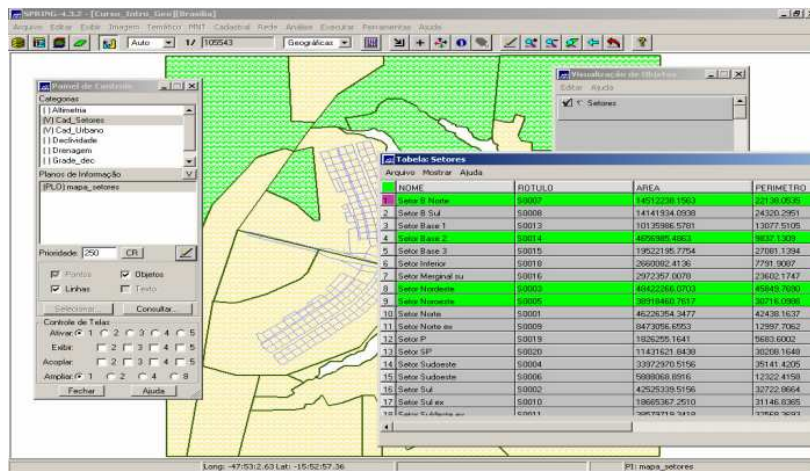 SPRING-4.3.2 - [Curso_Intro_Geo][Brasilia]
Arquivo Editar Exibir Imagem Temático MNT Cadastral Rede Análise Executar Ferramentas Ajuda
Auto 1/ 105543 Geográficas
Painel de Controle
Categorias
( ) Altimetria
(V) Cad_Setores
(V) Cad_Urbano
( ) Declividade
( ) Drenagem
( ) Grade_dec
Planos de Informação V
(PLO) mapa_setores
Prioridade: 250 CR
Pontos Objetos
Linhas Texto
Selecionar... Consultar...
Controle de Telas
Ativar: 1 2 3 4 5
Exibir: 2 3 4 5
Acoplar: 2 3 4 5
Ampliar: 1 2 4 8
Fechar Ajuda
Visualização de Objetos
Editar Ajuda
Setores
Tabela: Setores
Arquivo Mostrar Ajuda
NOME ROTULO AREA PERIMETRO
1 Setor B Norte S0007 14512238.1563 22138.0535
2 Setor B Sul S0008 14141934.0938 24320.2951
3 Setor Base 1 S0013 10135986.5781 13077.5105
4 Setor Base 2 S0014 4696985.4863 9837.1309
5 Setor Base 3 S0015 19522195.7754 27081.1394
6 Setor Inferior S0018 2660082.4136 7791.9087
7 Setor Merginal su S0016 2972357.0078 23602.1747
8 Setor Nordeste S0003 48422266.0703 45849.7690
9 Setor Noroeste S0005 38918460.7617 30716.0986
10 Setor Norte S0001 46226354.3477 42438.1637
11 Setor Norte ex S0009 8473056.6553 12997.7062
12 Setor P S0019 1826255.1641 5683.6002
13 Setor SP S0020 11431621.8438 30208.1648
14 Setor Sudoeste S0004 33972970.5156 35141.4205
15 Setor Sudoeste S0006 5688068.8916 12322.4158
16 Setor Sul S0002 42525339.5156 32722.8664
17 Setor Sul ex S0010 18665367.2510 31146.8365
18 S0011
Long: -47:53:2.63 Lat: -15:52:57.36 PI: mapa_setores